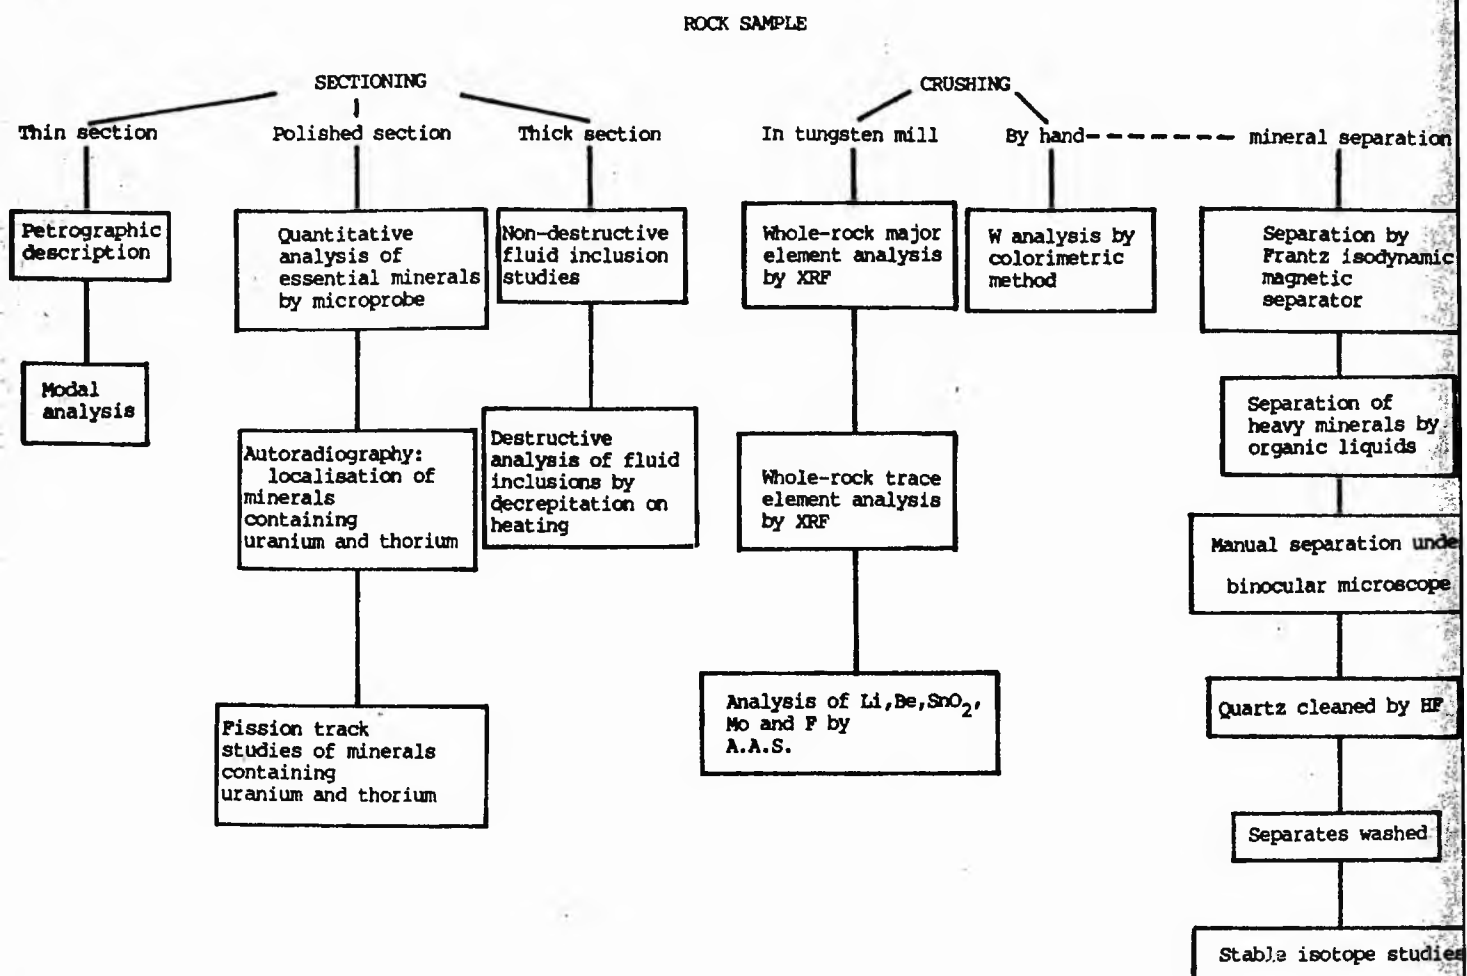 ROCK SAMPLE
SECTIONING
CRUSHING
Thin section
Polished section
Thick section
In tungsten mill
By hand
mineral separation
Petrographic
description
Modal
analysis
Quantitative
analysis of
essential minerals
by microprobe
Autoradiography:
localisation of
minerals
containing
uranium and thorium
Fission track
studies of minerals
containing
uranium and thorium
Non-destructive
fluid inclusion
studies
Destructive
analysis of fluid
inclusions by
decrepitation on
heating
Whole-rock major
element analysis
by XRF
Whole-rock trace
element analysis
by XRF
Analysis of Li,Be,SnO₂,
Mo and F by
A.A.S.
W analysis by
colorimetric
method
Separation by
Frantz isodynamic
magnetic
separator
Separation of
heavy minerals by
organic liquids
Manual separation unde
binocular microscope
Quartz cleaned by HF
Separates washed
Stable isotope studies